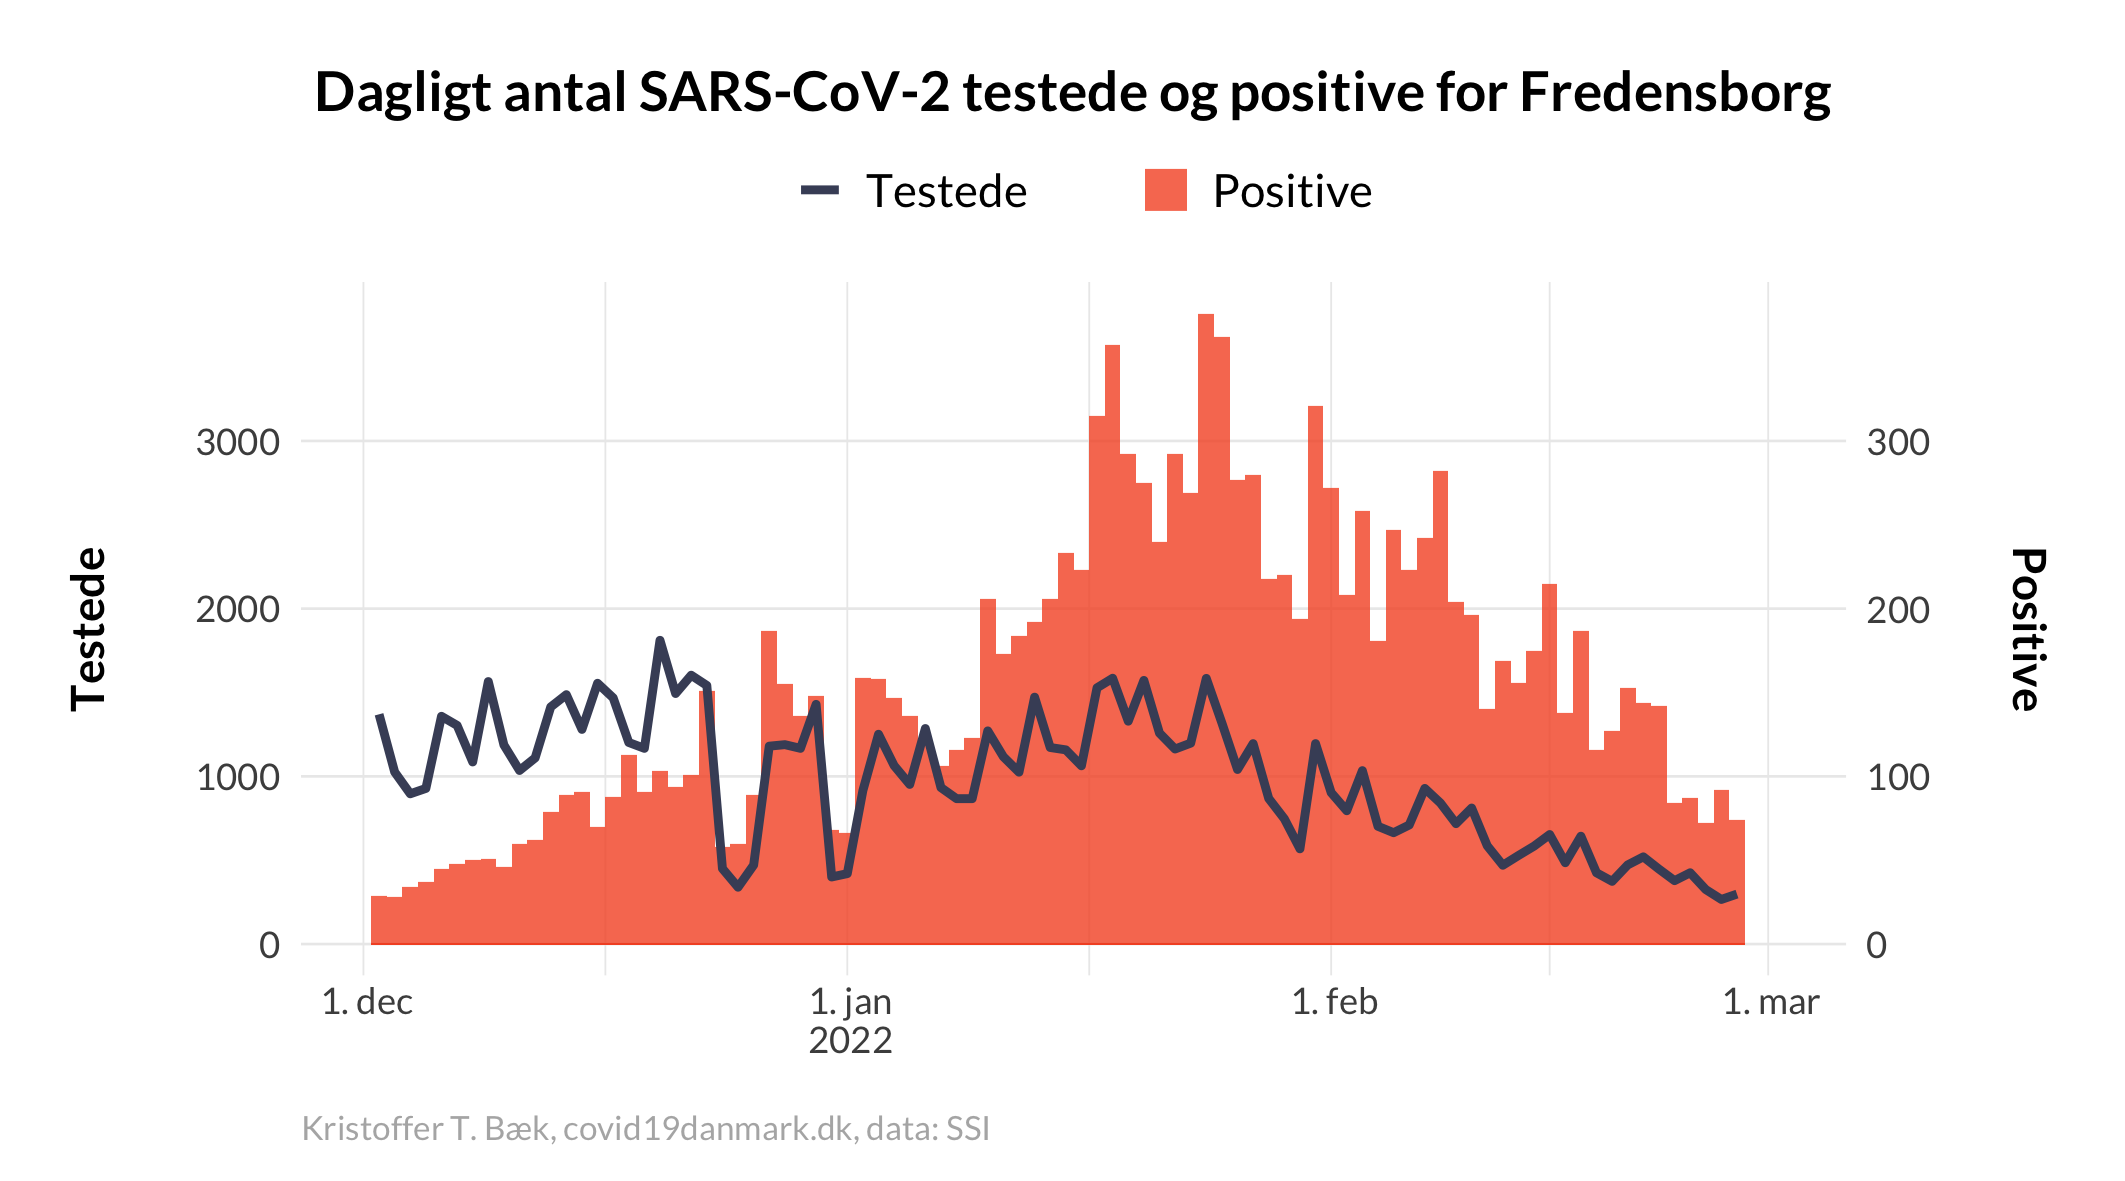 Dagligt antal SARS-CoV-2 testede og positive for Fredensborg
Testede
Positive
3000
2000
1000
0
Testede
300
200
100
0
Positive
1. dec
1. jan
2022
1. feb
1. mar
Kristoffer T. Bæk, covid19danmark.dk, data: SSI